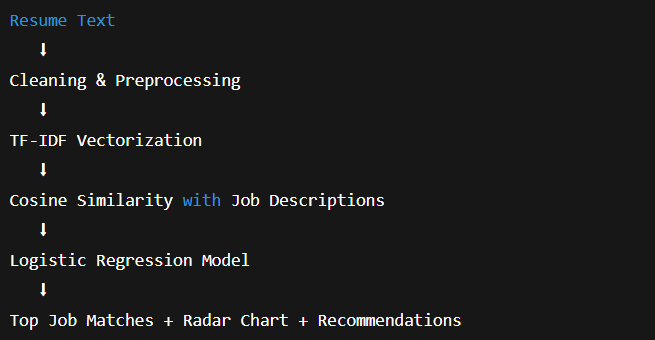 Resume Text
⬇
Cleaning & Preprocessing
⬇
TF-IDF Vectorization
⬇
Cosine Similarity with Job Descriptions
⬇
Logistic Regression Model
⬇
Top Job Matches + Radar Chart + Recommendations